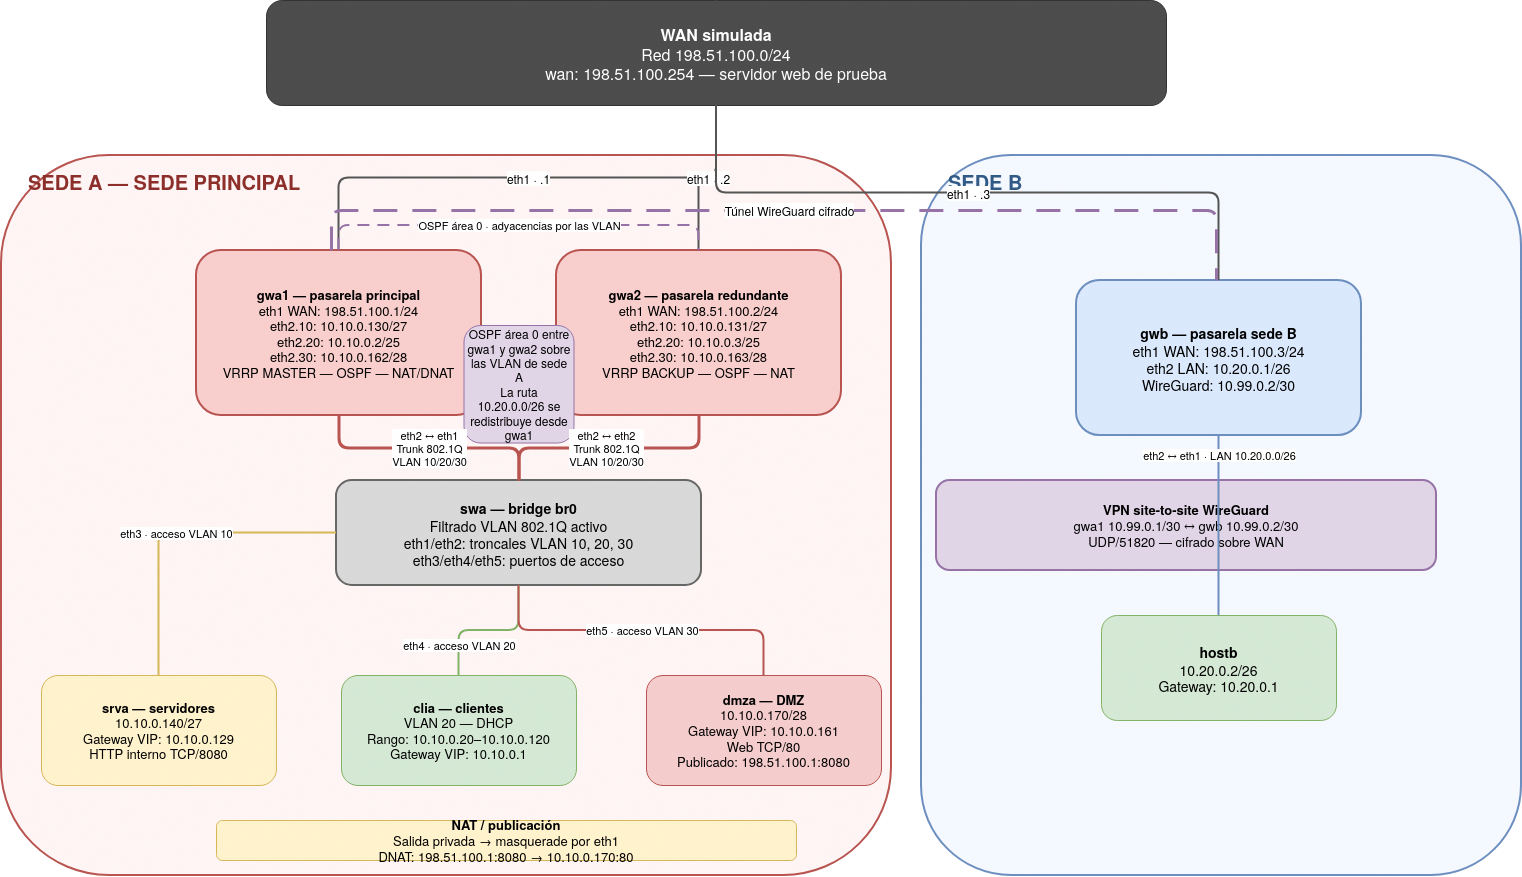 WAN simulada
Red 198.51.100.0/24
wan: 198.51.100.254 — servidor web de prueba
SEDE A — SEDE PRINCIPAL
SEDE B
eth1 · .1
eth1 · .2
eth1 · .3
Túnel WireGuard cifrado
OSPF área 0 · adyacencias por las VLAN
gwa1 — pasarela principal
eth1 WAN: 198.51.100.1/24
eth2.10: 10.10.0.130/27
eth2.20: 10.10.0.2/25
eth2.30: 10.10.0.162/28
VRRP MASTER — OSPF — NAT/DNAT
OSPF área 0 entre
gwa1 y gwa2 sobre
las VLAN de sede
A
La ruta
10.20.0.0/26 se
redistribuye desde
gwa1
gwa2 — pasarela redundante
eth1 WAN: 198.51.100.2/24
eth2.10: 10.10.0.131/27
eth2.20: 10.10.0.3/25
eth2.30: 10.10.0.163/28
VRRP BACKUP — OSPF — NAT
gwb — pasarela sede B
eth1 WAN: 198.51.100.3/24
eth2 LAN: 10.20.0.1/26
WireGuard: 10.99.0.2/30
eth2 ↔ eth1
Trunk 802.1Q
VLAN 10/20/30
eth2 ↔ eth2
Trunk 802.1Q
VLAN 10/20/30
eth2 ↔ eth1 · LAN 10.20.0.0/26
swa — bridge br0
Filtrado VLAN 802.1Q activo
eth1/eth2: troncales VLAN 10, 20, 30
eth3/eth4/eth5: puertos de acceso
VPN site-to-site WireGuard
gwa1 10.99.0.1/30 ↔ gwb 10.99.0.2/30
UDP/51820 — cifrado sobre WAN
eth3 · acceso VLAN 10
eth4 · acceso VLAN 20
eth5 · acceso VLAN 30
srva — servidores
10.10.0.140/27
Gateway VIP: 10.10.0.129
HTTP interno TCP/8080
clia — clientes
VLAN 20 — DHCP
Rango: 10.10.0.20–10.10.0.120
Gateway VIP: 10.10.0.1
dmza — DMZ
10.10.0.170/28
Gateway VIP: 10.10.0.161
Web TCP/80
Publicado: 198.51.100.1:8080
hostb
10.20.0.2/26
Gateway: 10.20.0.1
NAT / publicación
Salida privada → masquerade por eth1
DNAT: 198.51.100.1:8080 → 10.10.0.170:80